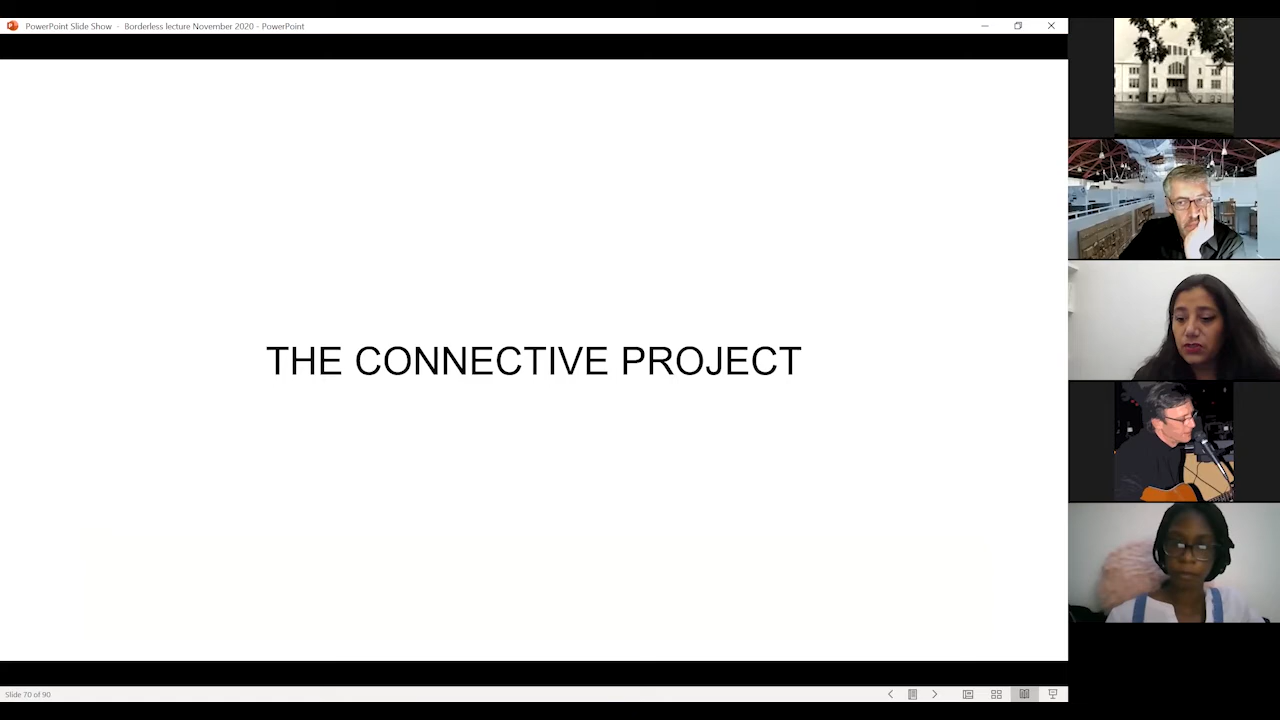 PowerPoint Slide Show - Borderless lecture November 2020 - PowerPoint
THE CONNECTIVE PROJECT
Slide 70 of 90